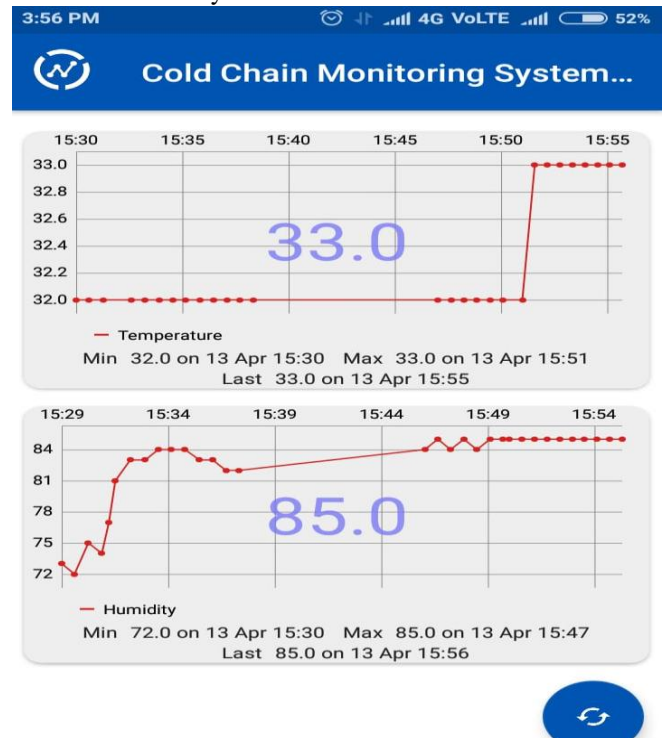 3:56 PM 4G VoLTE 52%
Cold Chain Monitoring System...
15:30 15:35 15:40 15:45 15:50 15:55
33.0
32.8
32.6
32.4
32.2
32.0
33.0
Temperature
Min 32.0 on 13 Apr 15:30 Max 33.0 on 13 Apr 15:51
Last 33.0 on 13 Apr 15:55
15:29 15:34 15:39 15:44 15:49 15:54
84
81
78
75
72
85.0
Humidity
Min 72.0 on 13 Apr 15:30 Max 85.0 on 13 Apr 15:47
Last 85.0 on 13 Apr 15:56